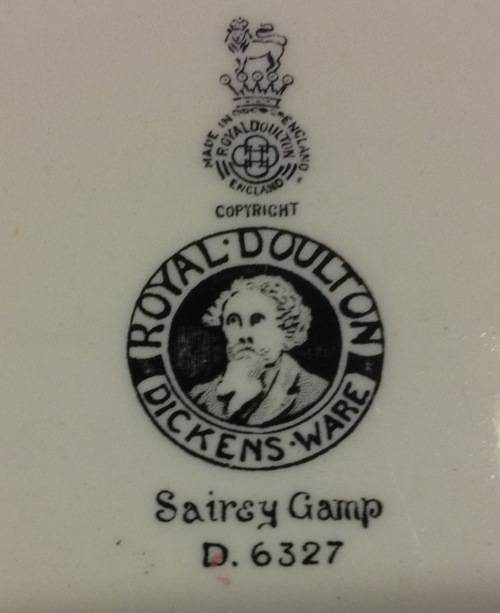 MADE IN ENGLAND
ROYAL DOULTON
ENGLAND
COPYRIGHT
ROYAL · DOULTON
DICKENS · WARE
Sairey Gamp
D. 6327